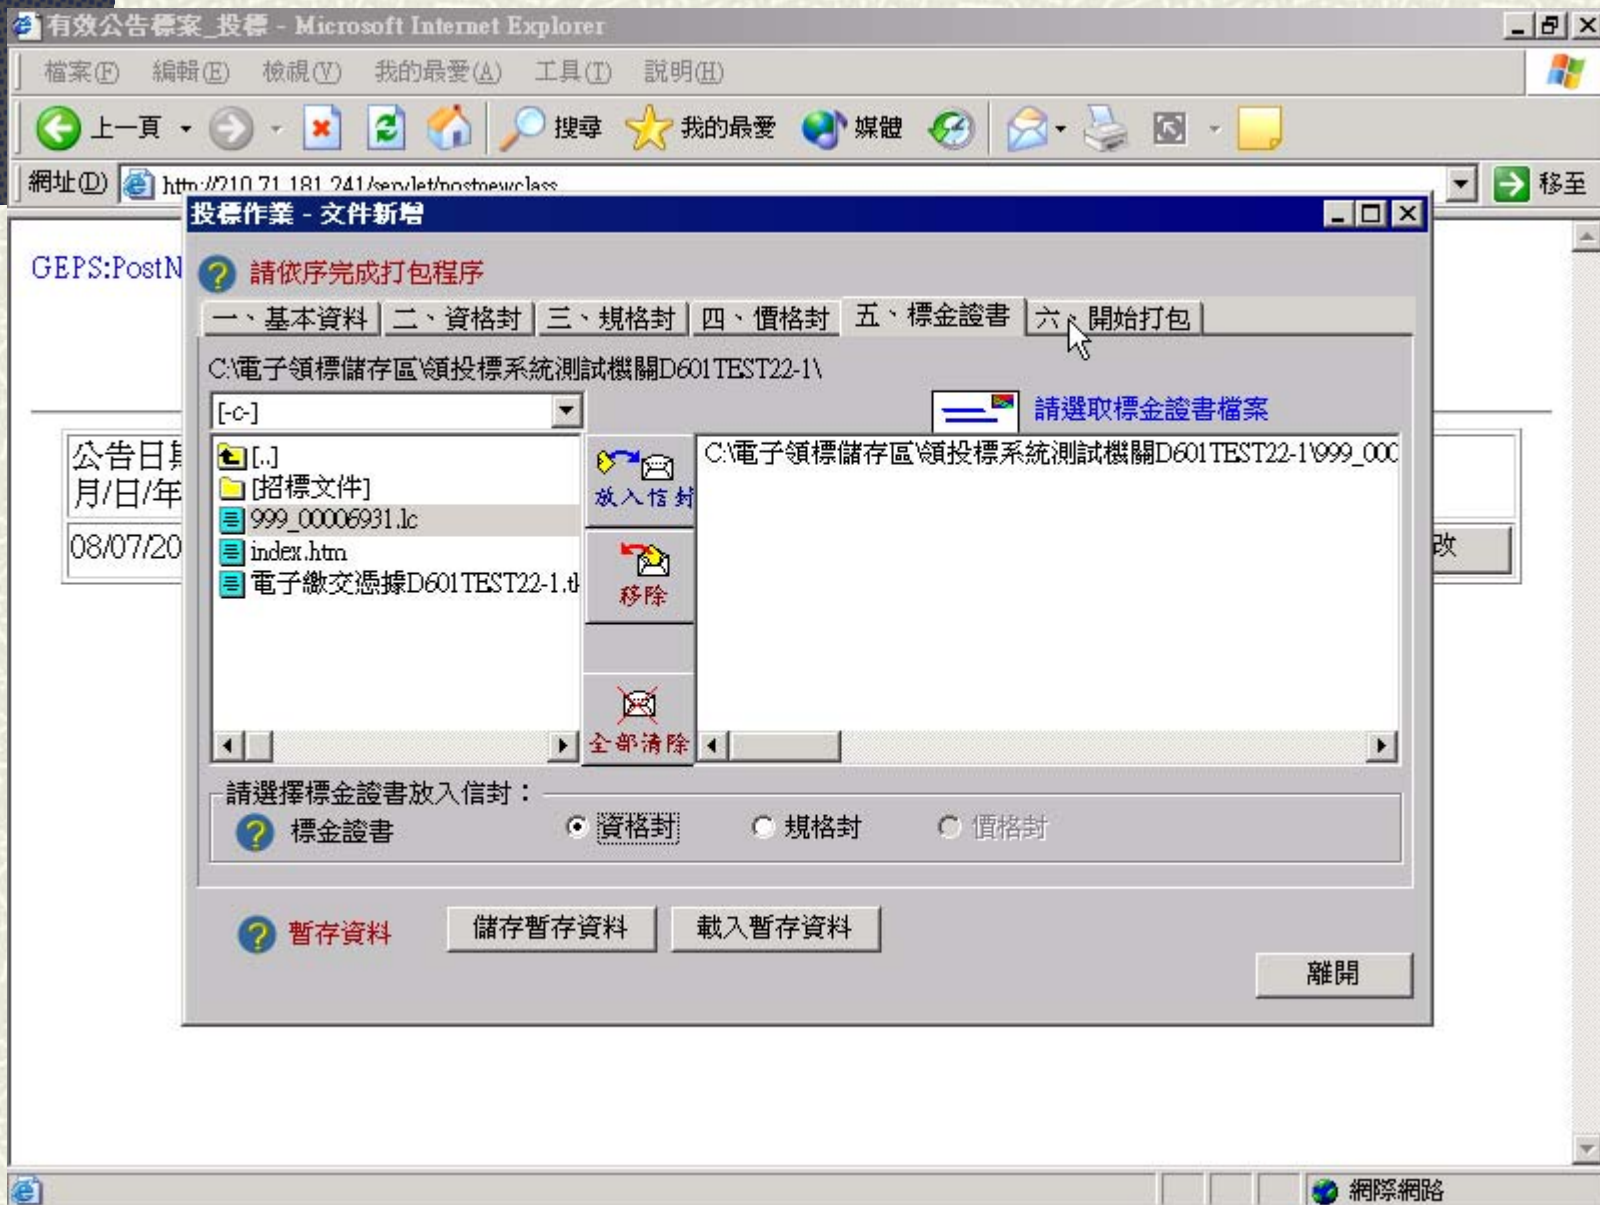 有效公告標案_投標 - Microsoft Internet Explorer
檔案(F) 編輯(E) 檢視(V) 我的最愛(A) 工具(T) 說明(H)
上一頁 搜尋 我的最愛 媒體
網址(D) http://210.71.181.241/servlet/postnewclass 移至
投標作業 - 文件新增
GEPS:PostN
請依序完成打包程序
一、基本資料 二、資格封 三、規格封 四、價格封 五、標金證書 六、開始打包
C:\電子領標儲存區\領投標系統測試機關D601TEST22-1\
[-c-]
請選取標金證書檔案
公告日期
月/日/年
08/07/20
[..]
[招標文件]
999_00006931.lc
index.htm
電子繳交憑據D601TEST22-1.tk
放入信封
移除
全部清除
C:\電子領標儲存區\領投標系統測試機關D601TEST22-1\999_000
改
請選擇標金證書放入信封：
標金證書 資格封 規格封 價格封
暫存資料 儲存暫存資料 載入暫存資料
離開
網際網路